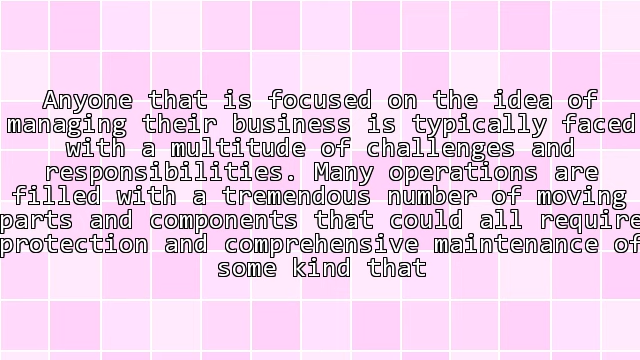 Anyone that is focused on the idea of
managing their business is typically faced
with a multitude of challenges and
responsibilities. Many operations are
filled with a tremendous number of moving
parts and components that could all require
protection and comprehensive maintenance of
some kind that